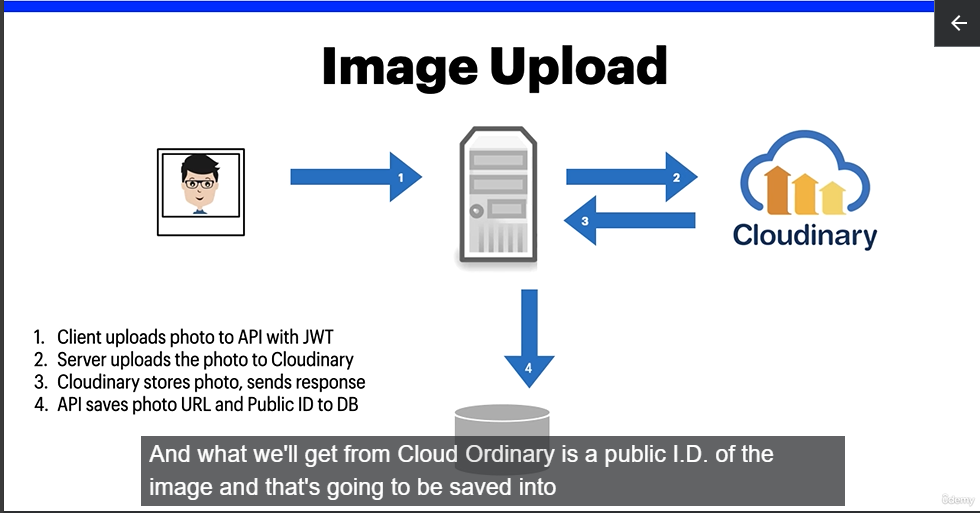 Image Upload
1
2
3
Cloudinary
1. Client uploads photo to API with JWT
2. Server uploads the photo to Cloudinary
3. Cloudinary stores photo, sends response
4. API saves photo URL and Public ID to DB
4
And what we'll get from Cloud Ordinary is a public I.D. of the
image and that's going to be saved into
ûdemy